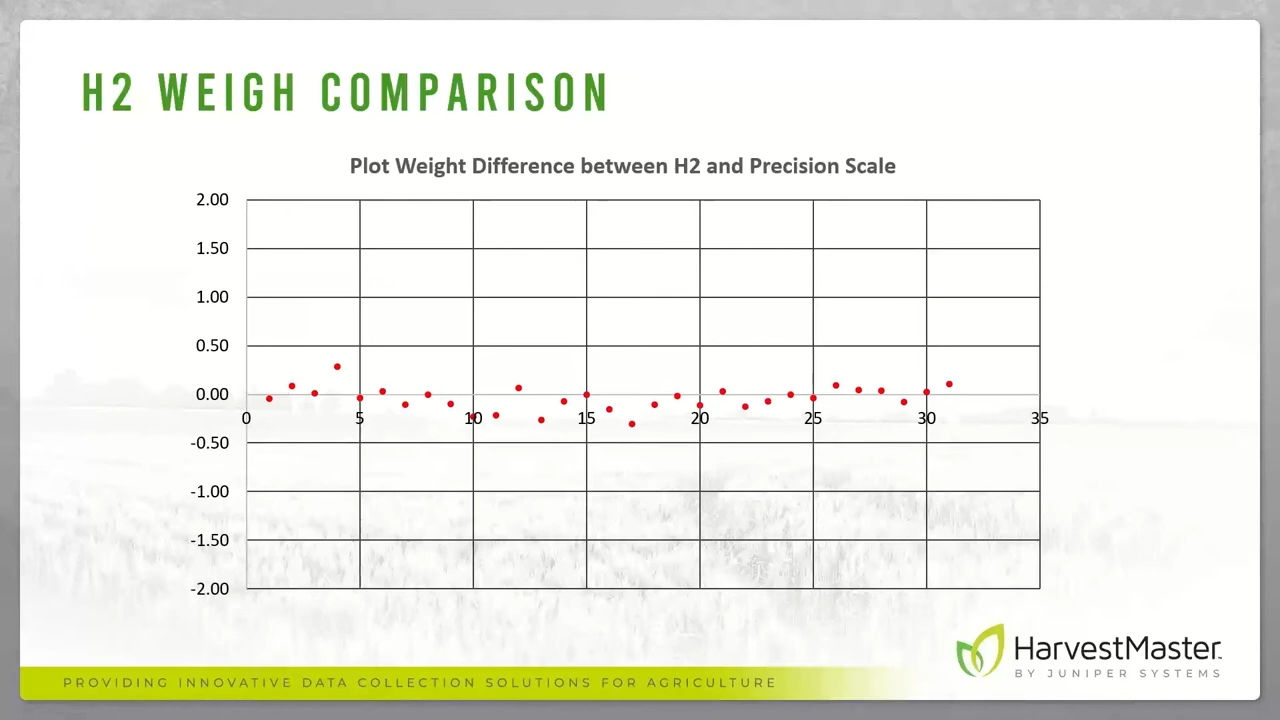 H2 WEIGH COMPARISON
Plot Weight Difference between H2 and Precision Scale
2.00
1.50
1.00
0.50
0.00
0 5 10 15 20 25 30 35
-0.50
-1.00
-1.50
-2.00
HarvestMaster™
BY JUNIPER SYSTEMS
PROVIDING INNOVATIVE DATA COLLECTION SOLUTIONS FOR AGRICULTURE